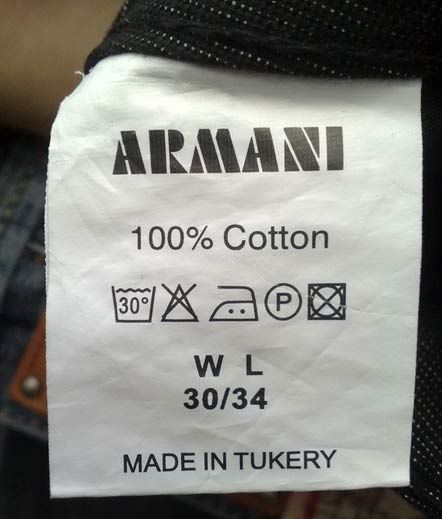 ARMANI
100% Cotton
30° P
W L
30/34
MADE IN TUKERY